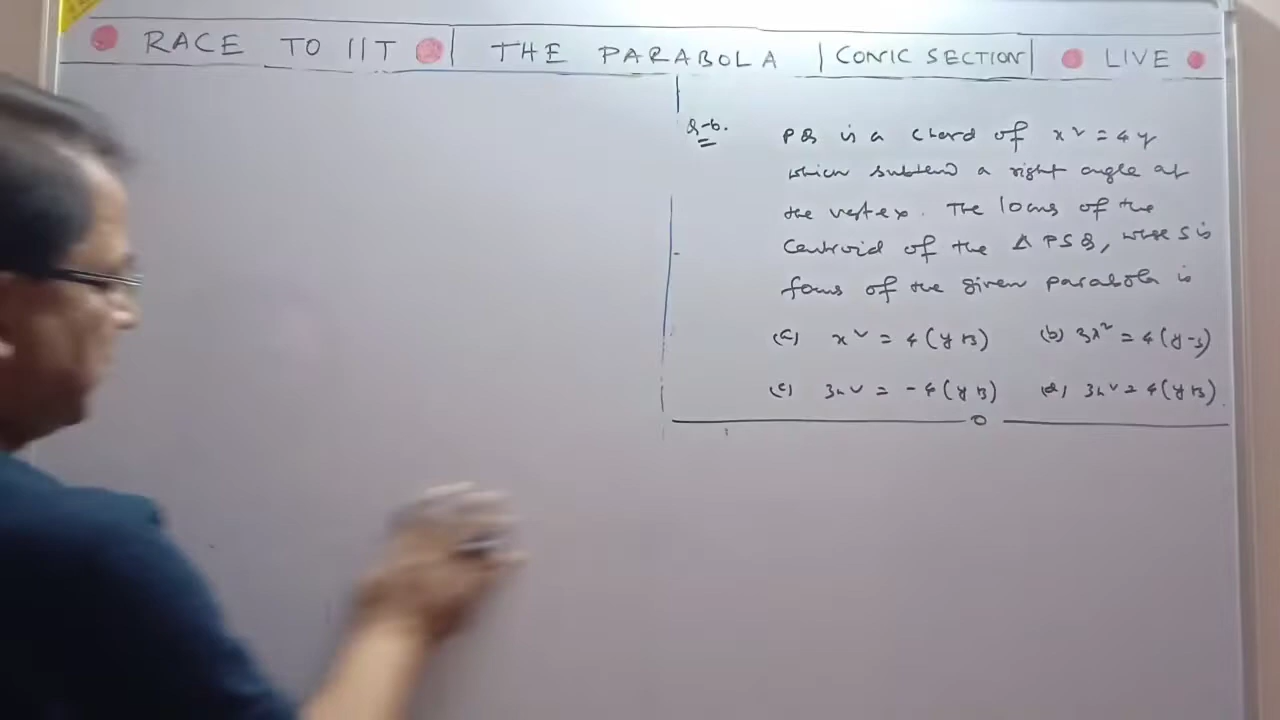 RACE TO IIT | THE PARABOLA | CONIC SECTION | LIVE
Q-6. PQ is a chord of x² = 4y
which subtend a right angle at
the vertex. The locus of the
centroid of the Δ PSQ, where S is
focus of the given parabola is
(a) x² = 4(y+3) (b) 3x² = 4(y-3)
(c) 3x² = -4(y+3) (d) 3x² = 4(y+3).